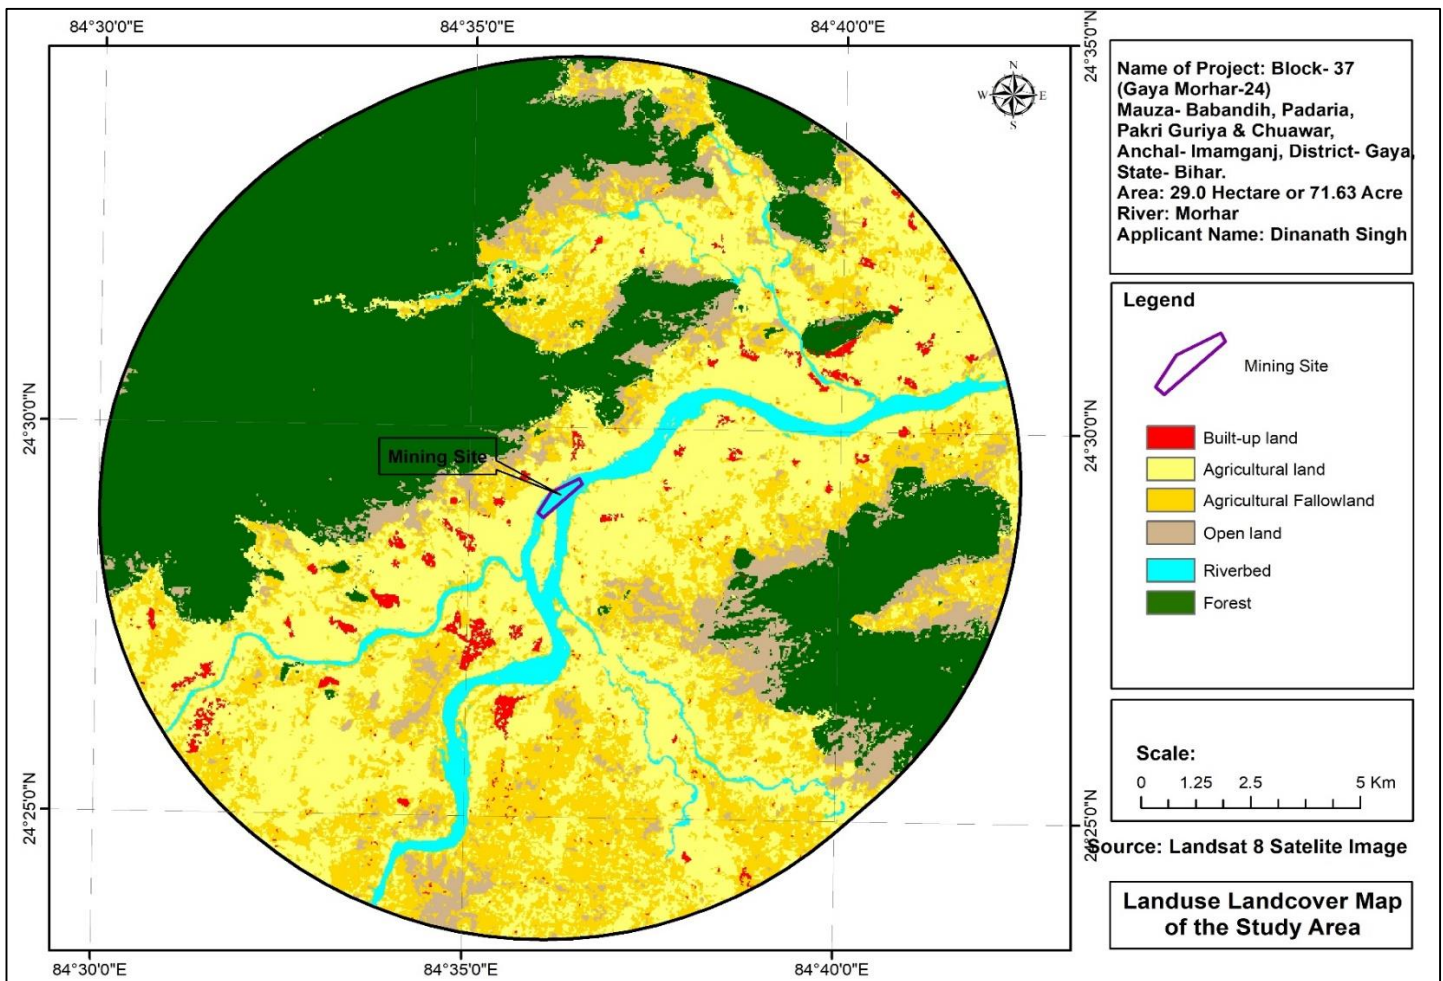 84°30'0"E
84°35'0"E
84°40'0"E
24°35'0"N
24°30'0"N
24°30'0"N
24°25'0"N
24°25'0"N
84°30'0"E
84°35'0"E
84°40'0"E
N
W
E
S
Mining Site
Name of Project: Block- 37
(Gaya Morhar-24)
Mauza- Babandih, Padaria,
Pakri Guriya & Chuawar,
Anchal- Imamganj, District- Gaya,
State- Bihar.
Area: 29.0 Hectare or 71.63 Acre
River: Morhar
Applicant Name: Dinanath Singh
Legend
Mining Site
Built-up land
Agricultural land
Agricultural Fallowland
Open land
Riverbed
Forest
Scale:
0 1.25 2.5 5 Km
Source: Landsat 8 Satelite Image
Landuse Landcover Map
of the Study Area